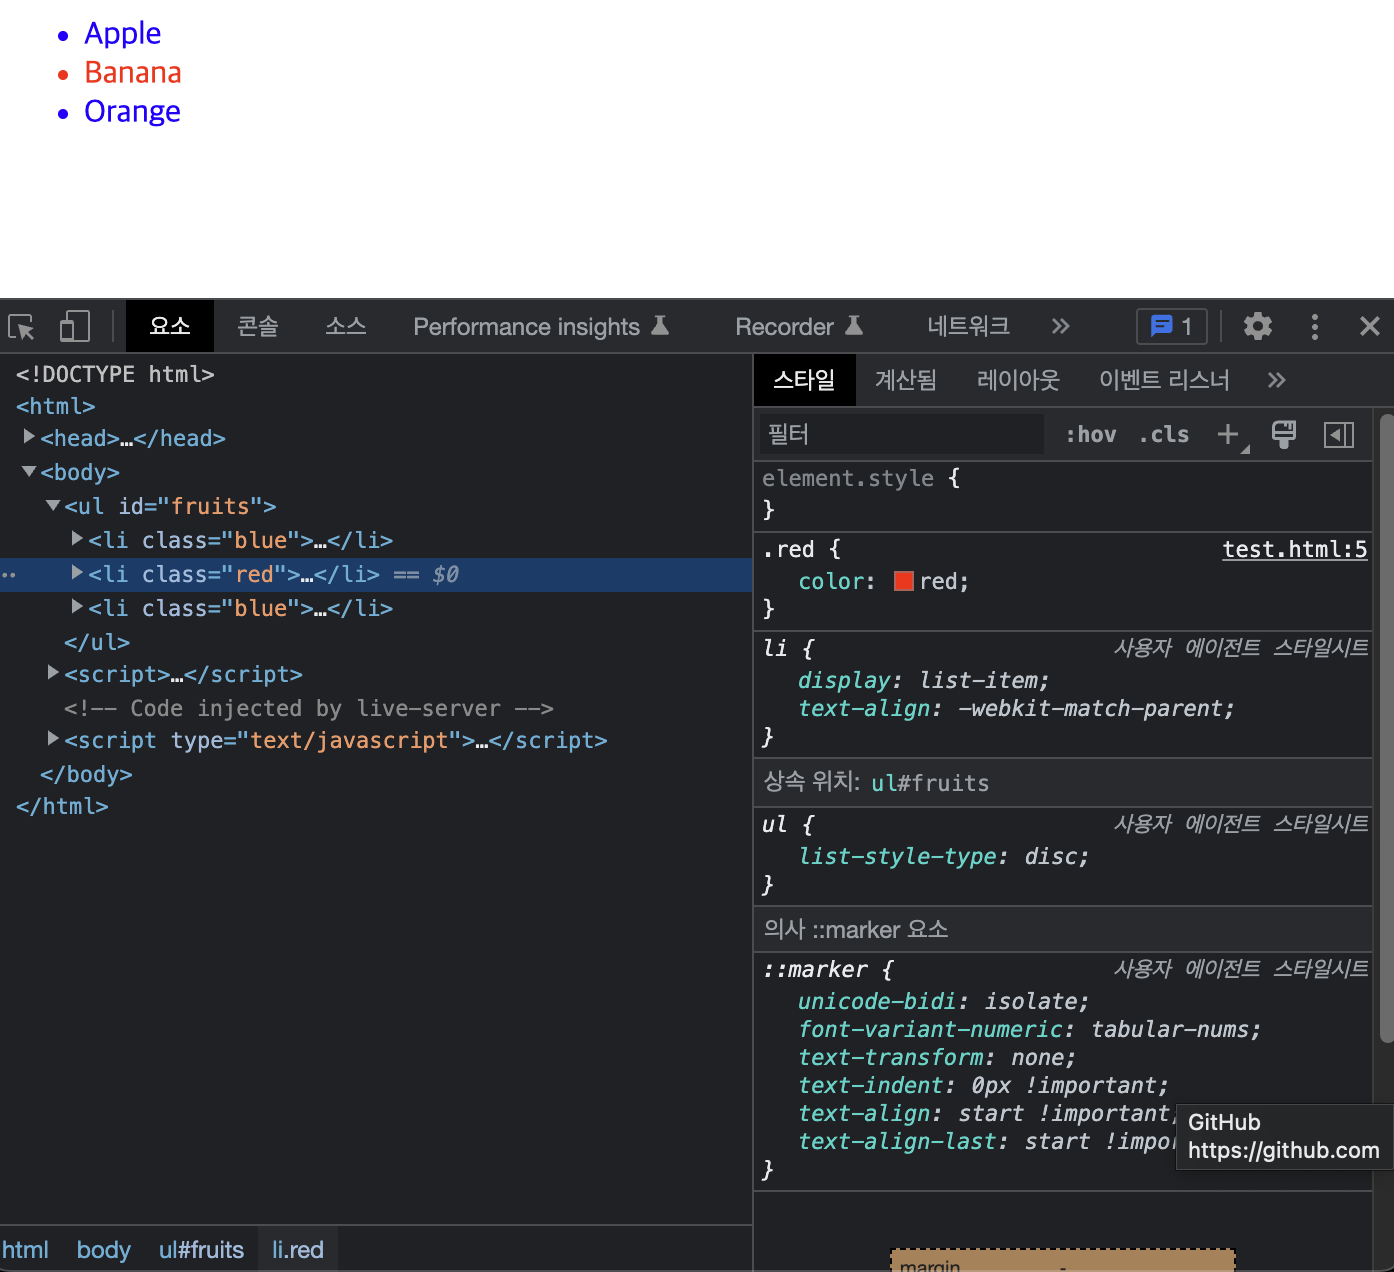 Apple
Banana
Orange
요소 콘솔 소스 Performance insights Recorder 네트워크 » 1
<!DOCTYPE html>
<html>
<head>…</head>
<body>
<ul id="fruits">
<li class="blue">…</li>
<li class="red">…</li> == $0
<li class="blue">…</li>
</ul>
<script>…</script>
<!-- Code injected by live-server -->
<script type="text/javascript">…</script>
</body>
</html>
html body ul#fruits li.red
스타일 계산됨 레이아웃 이벤트 리스너 »
필터 :hov .cls
element.style {
}
.red { test.html:5
color: red;
}
li { 사용자 에이전트 스타일시트
display: list-item;
text-align: -webkit-match-parent;
}
상속 위치: ul#fruits
ul { 사용자 에이전트 스타일시트
list-style-type: disc;
}
의사 ::marker 요소
::marker { 사용자 에이전트 스타일시트
unicode-bidi: isolate;
font-variant-numeric: tabular-nums;
text-transform: none;
text-indent: 0px !important;
text-align: start !important;
text-align-last: start !impor
}
GitHub
https://github.com
margin -